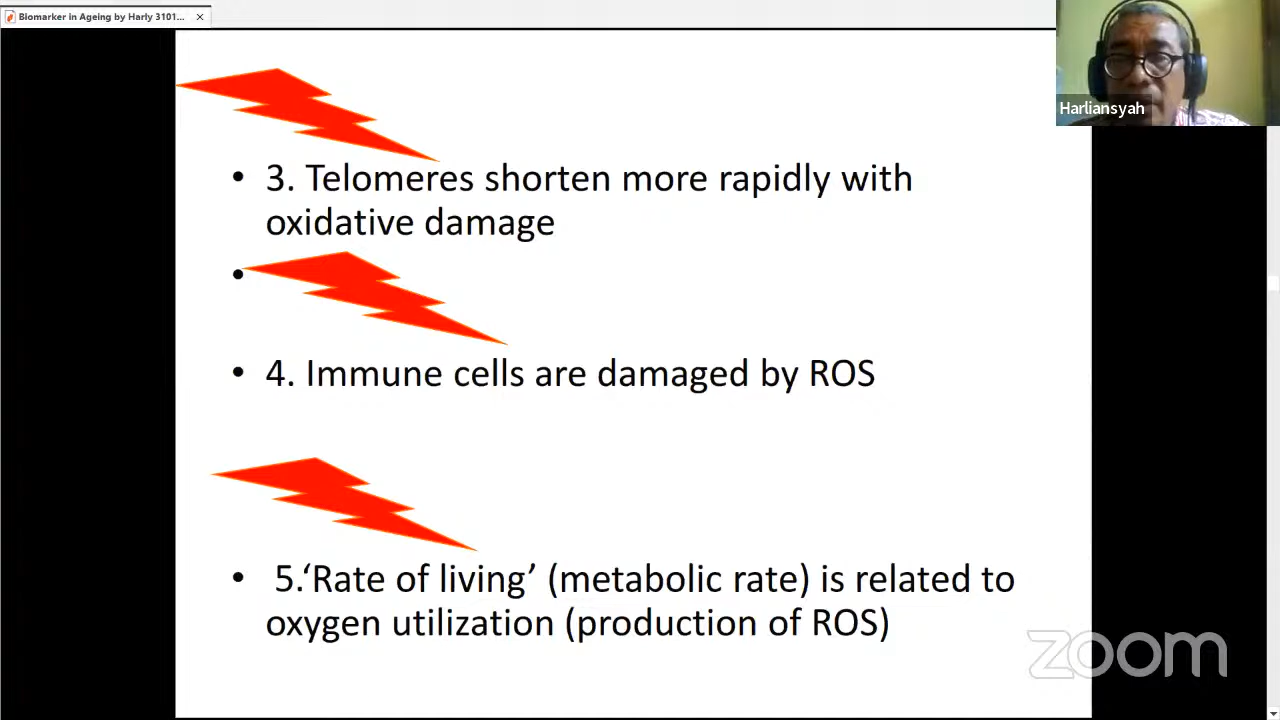 Biomarker in Ageing by Harly 3101...
Harliansyah
• 3. Telomeres shorten more rapidly with
oxidative damage
•
• 4. Immune cells are damaged by ROS
• 5.‘Rate of living’ (metabolic rate) is related to
oxygen utilization (production of ROS)
zoom